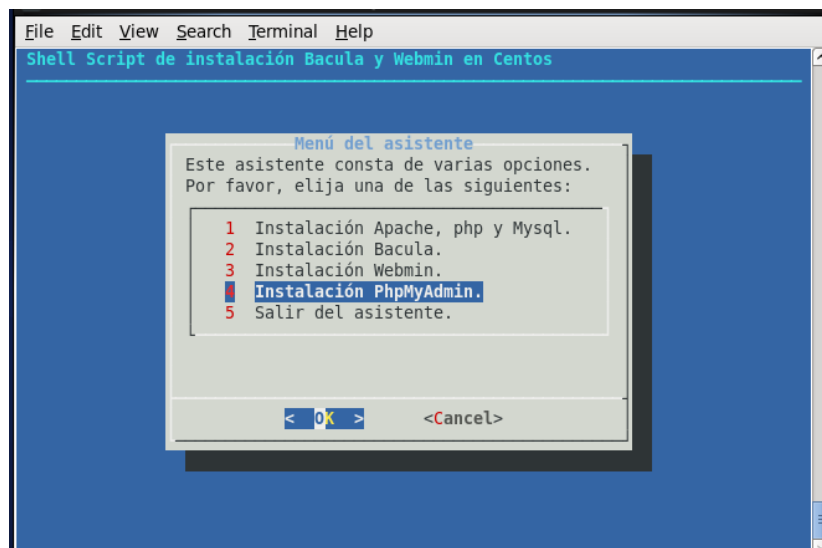 File Edit View Search Terminal Help
Shell Script de instalación Bacula y Webmin en Centos
Menú del asistente
Este asistente consta de varias opciones.
Por favor, elija una de las siguientes:
1 Instalación Apache, php y Mysql.
2 Instalación Bacula.
3 Instalación Webmin.
4 Instalación PhpMyAdmin.
5 Salir del asistente.
< OK > <Cancel>